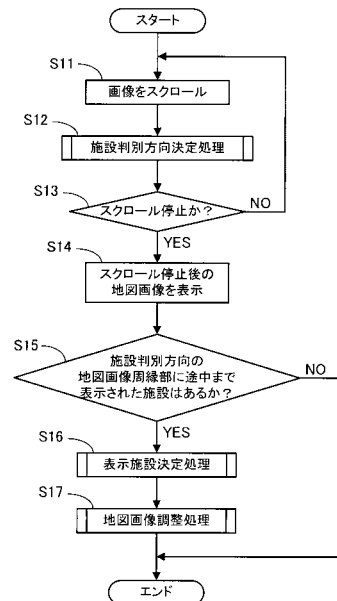 スタート
S11
画像をスクロール
S12
施設判別方向決定処理
S13
スクロール停止か？
NO
YES
S14
スクロール停止後の
地図画像を表示
S15
施設判別方向の
地図画像周縁部に途中まで
表示された施設はあるか？
NO
YES
S16
表示施設決定処理
S17
地図画像調整処理
エンド